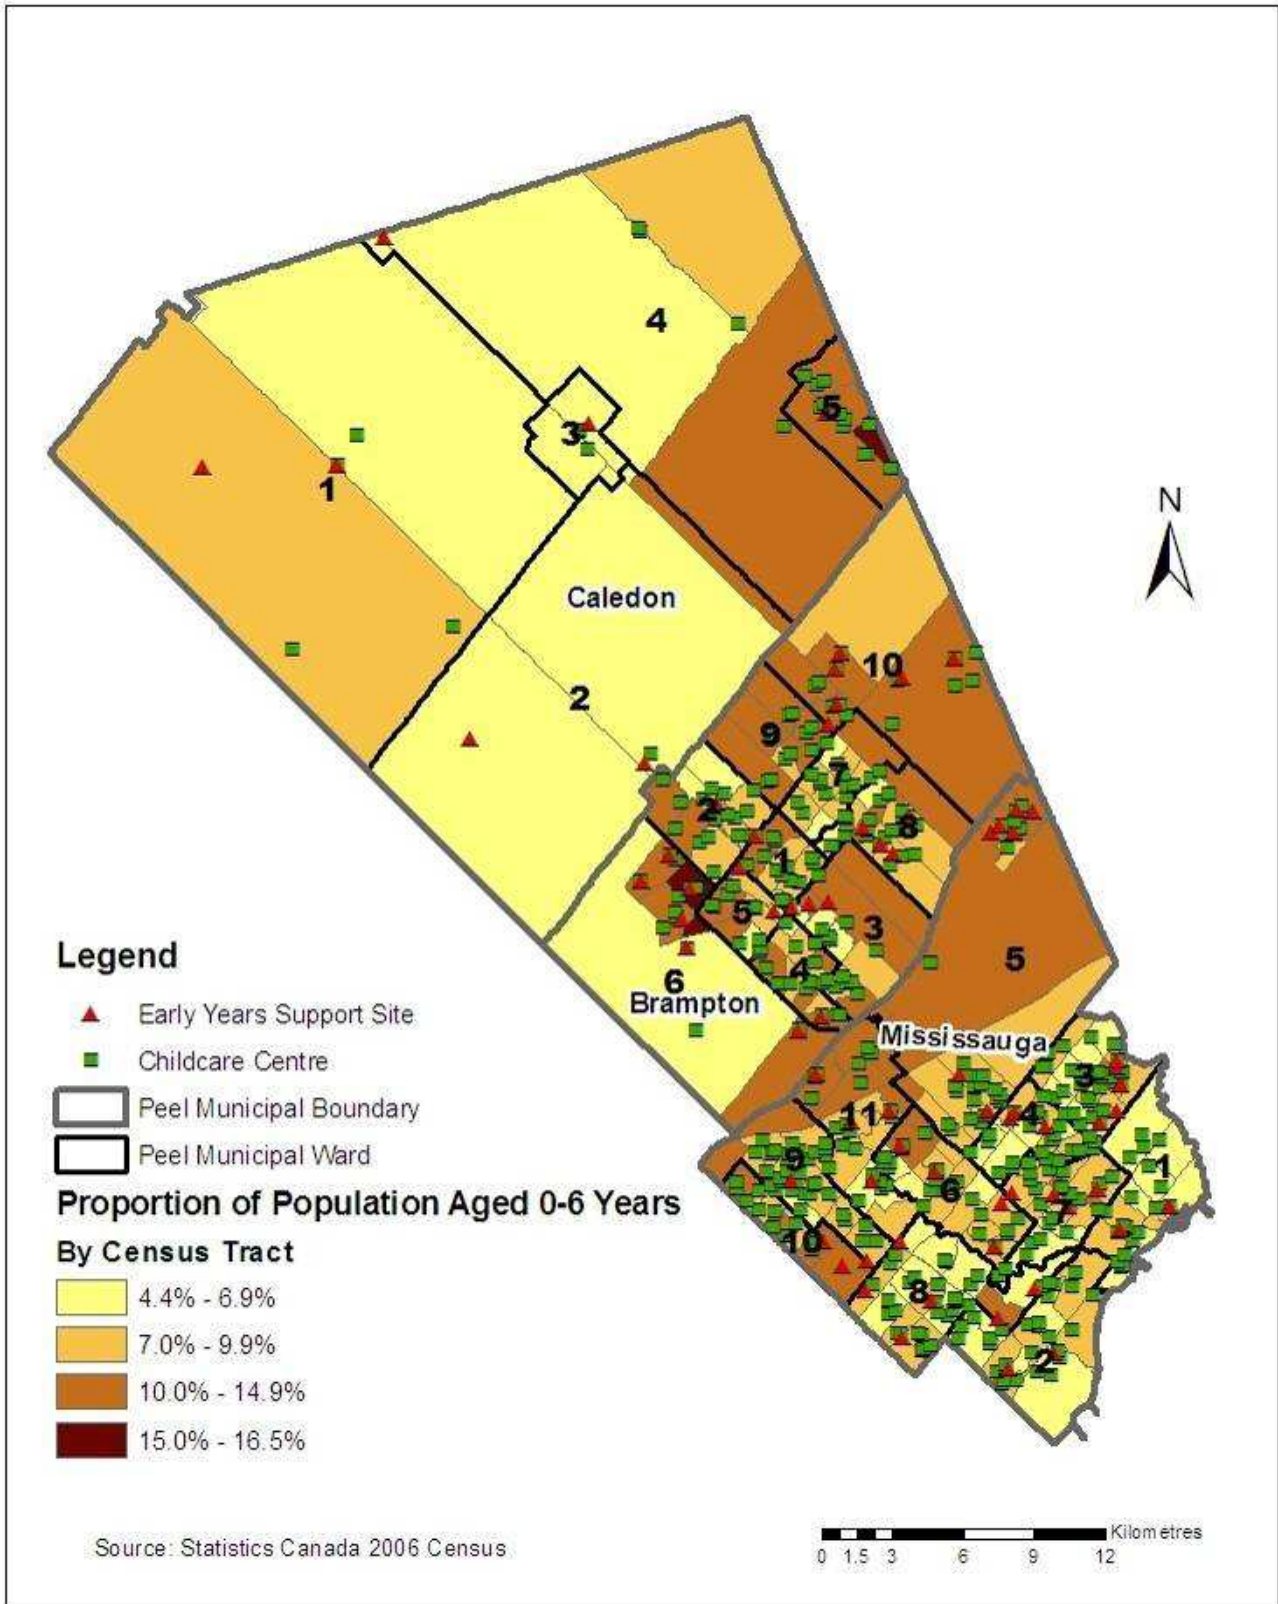 4
5
3
1
N
Caledon
10
2
9
7
2
8
1
5
3
4
5
6
Brampton
Mississauga
3
11
4
9
1
6
7
10
8
2
Legend
Early Years Support Site
Childcare Centre
Peel Municipal Boundary
Peel Municipal Ward
Proportion of Population Aged 0-6 Years
By Census Tract
4.4% - 6.9%
7.0% - 9.9%
10.0% - 14.9%
15.0% - 16.5%
Source: Statistics Canada 2006 Census
Kilometres
0 1.5 3 6 9 12